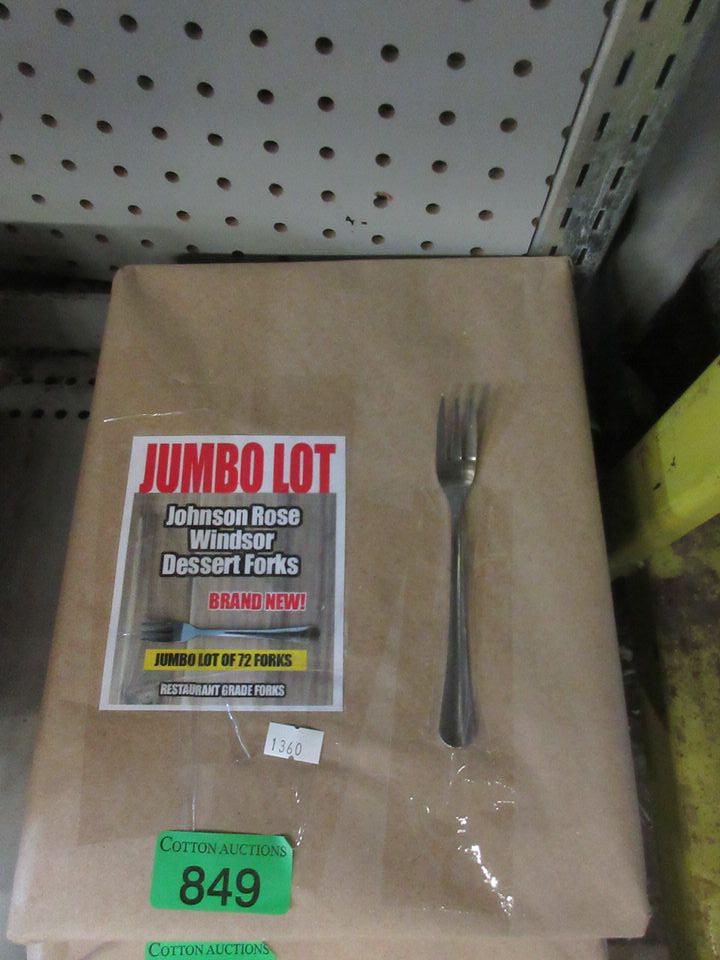 JUMBO LOT
Johnson Rose
Windsor
Dessert Forks
BRAND NEW!
JUMBO LOT OF 72 FORKS
RESTAURANT GRADE FORKS
1360
COTTON AUCTIONS
849
COTTON AUCTIONS